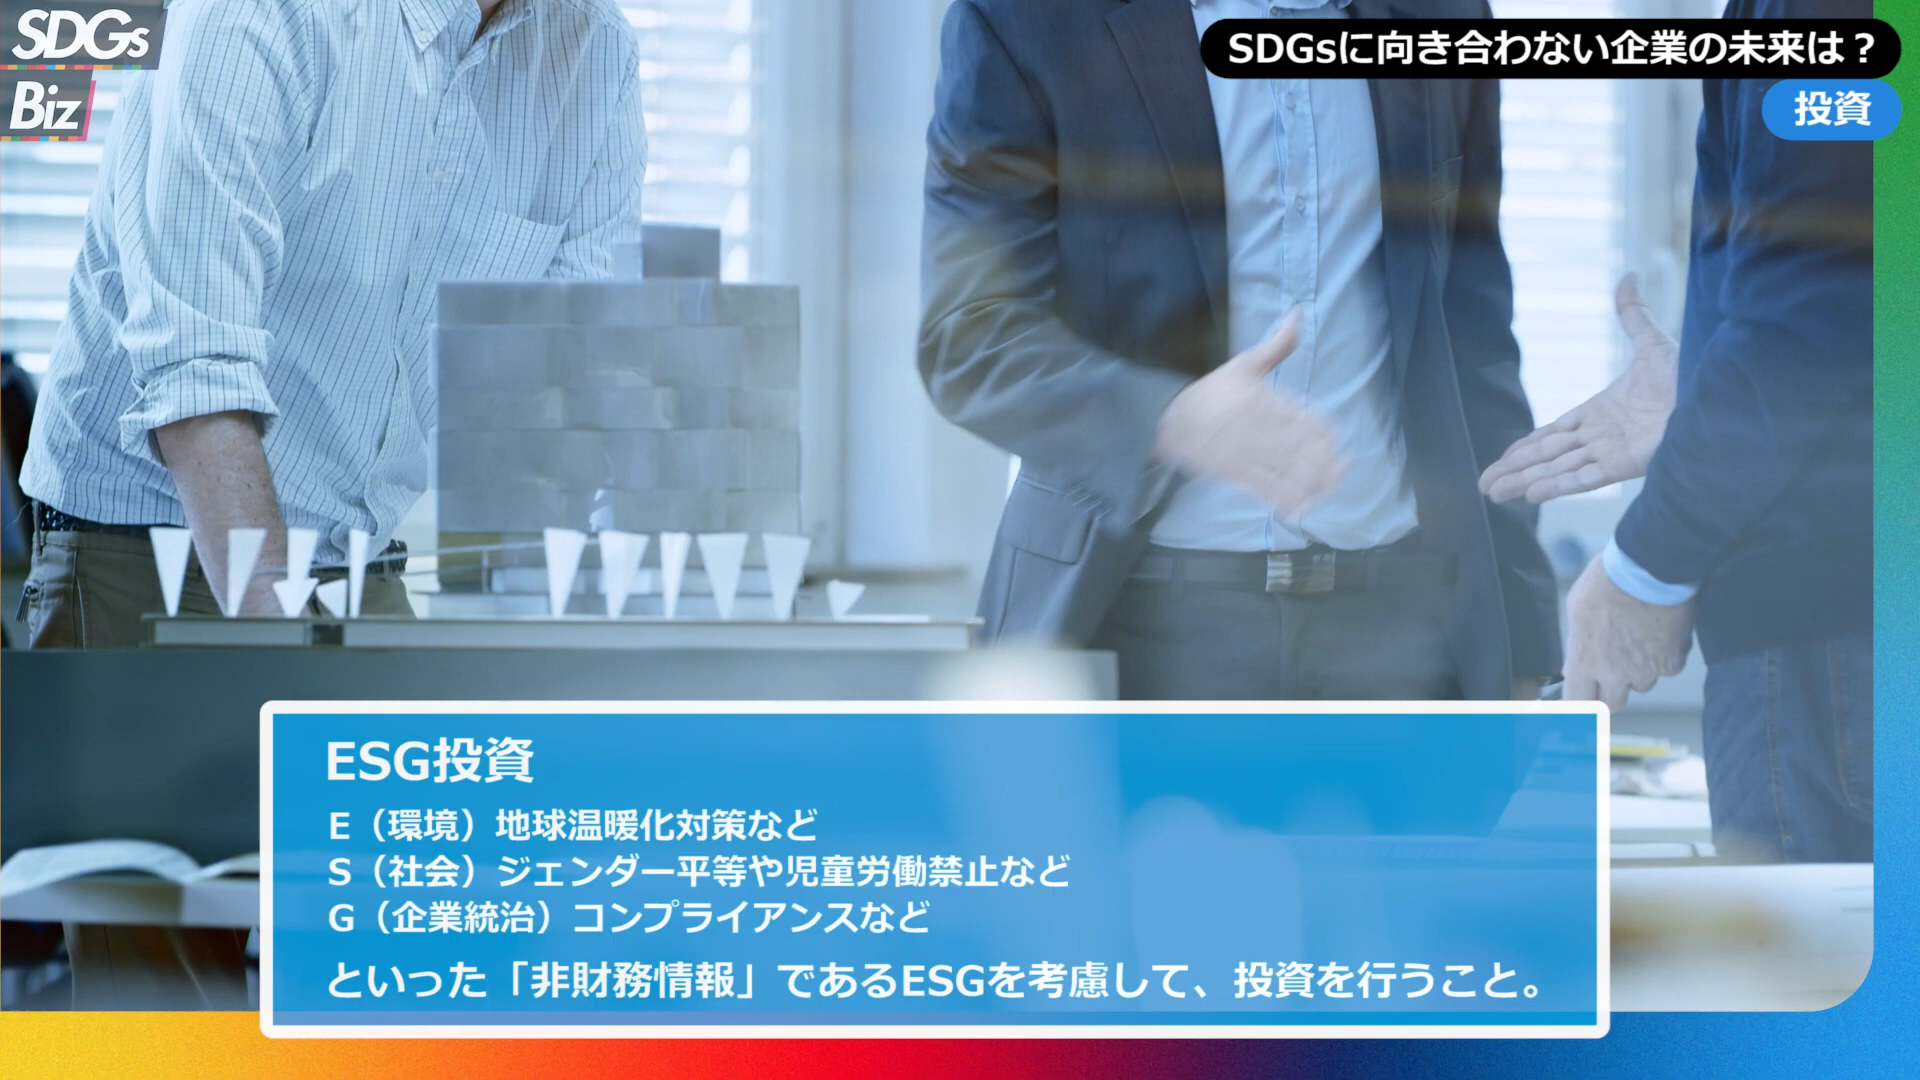 SDGs
Biz
SDGsに向き合わない企業の未来は？
投資
ESG投資
E（環境）地球温暖化対策など
S（社会）ジェンダー平等や児童労働禁止など
G（企業統治）コンプライアンスなど
といった「非財務情報」であるESGを考慮して、投資を行うこと。